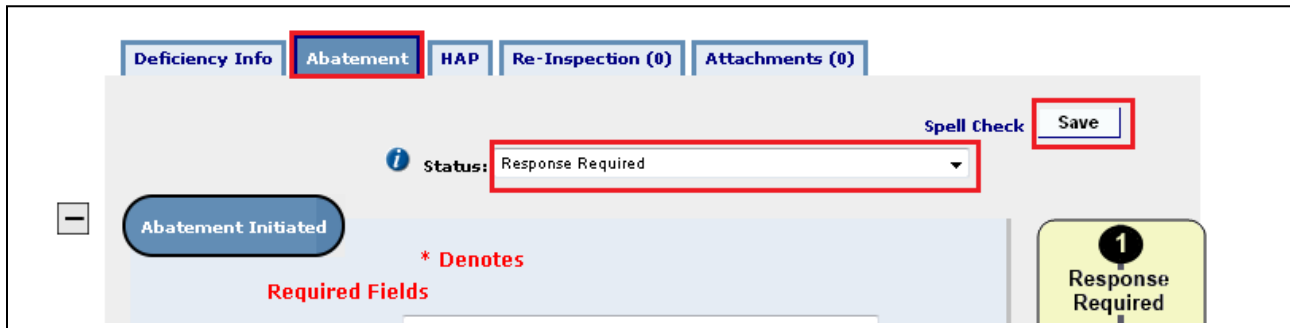 Deficiency Info Abatement HAP Re-Inspection (0) Attachments (0)
Spell Check Save
Status: Response Required
Abatement Initiated
* Denotes
Required Fields
1
Response
Required